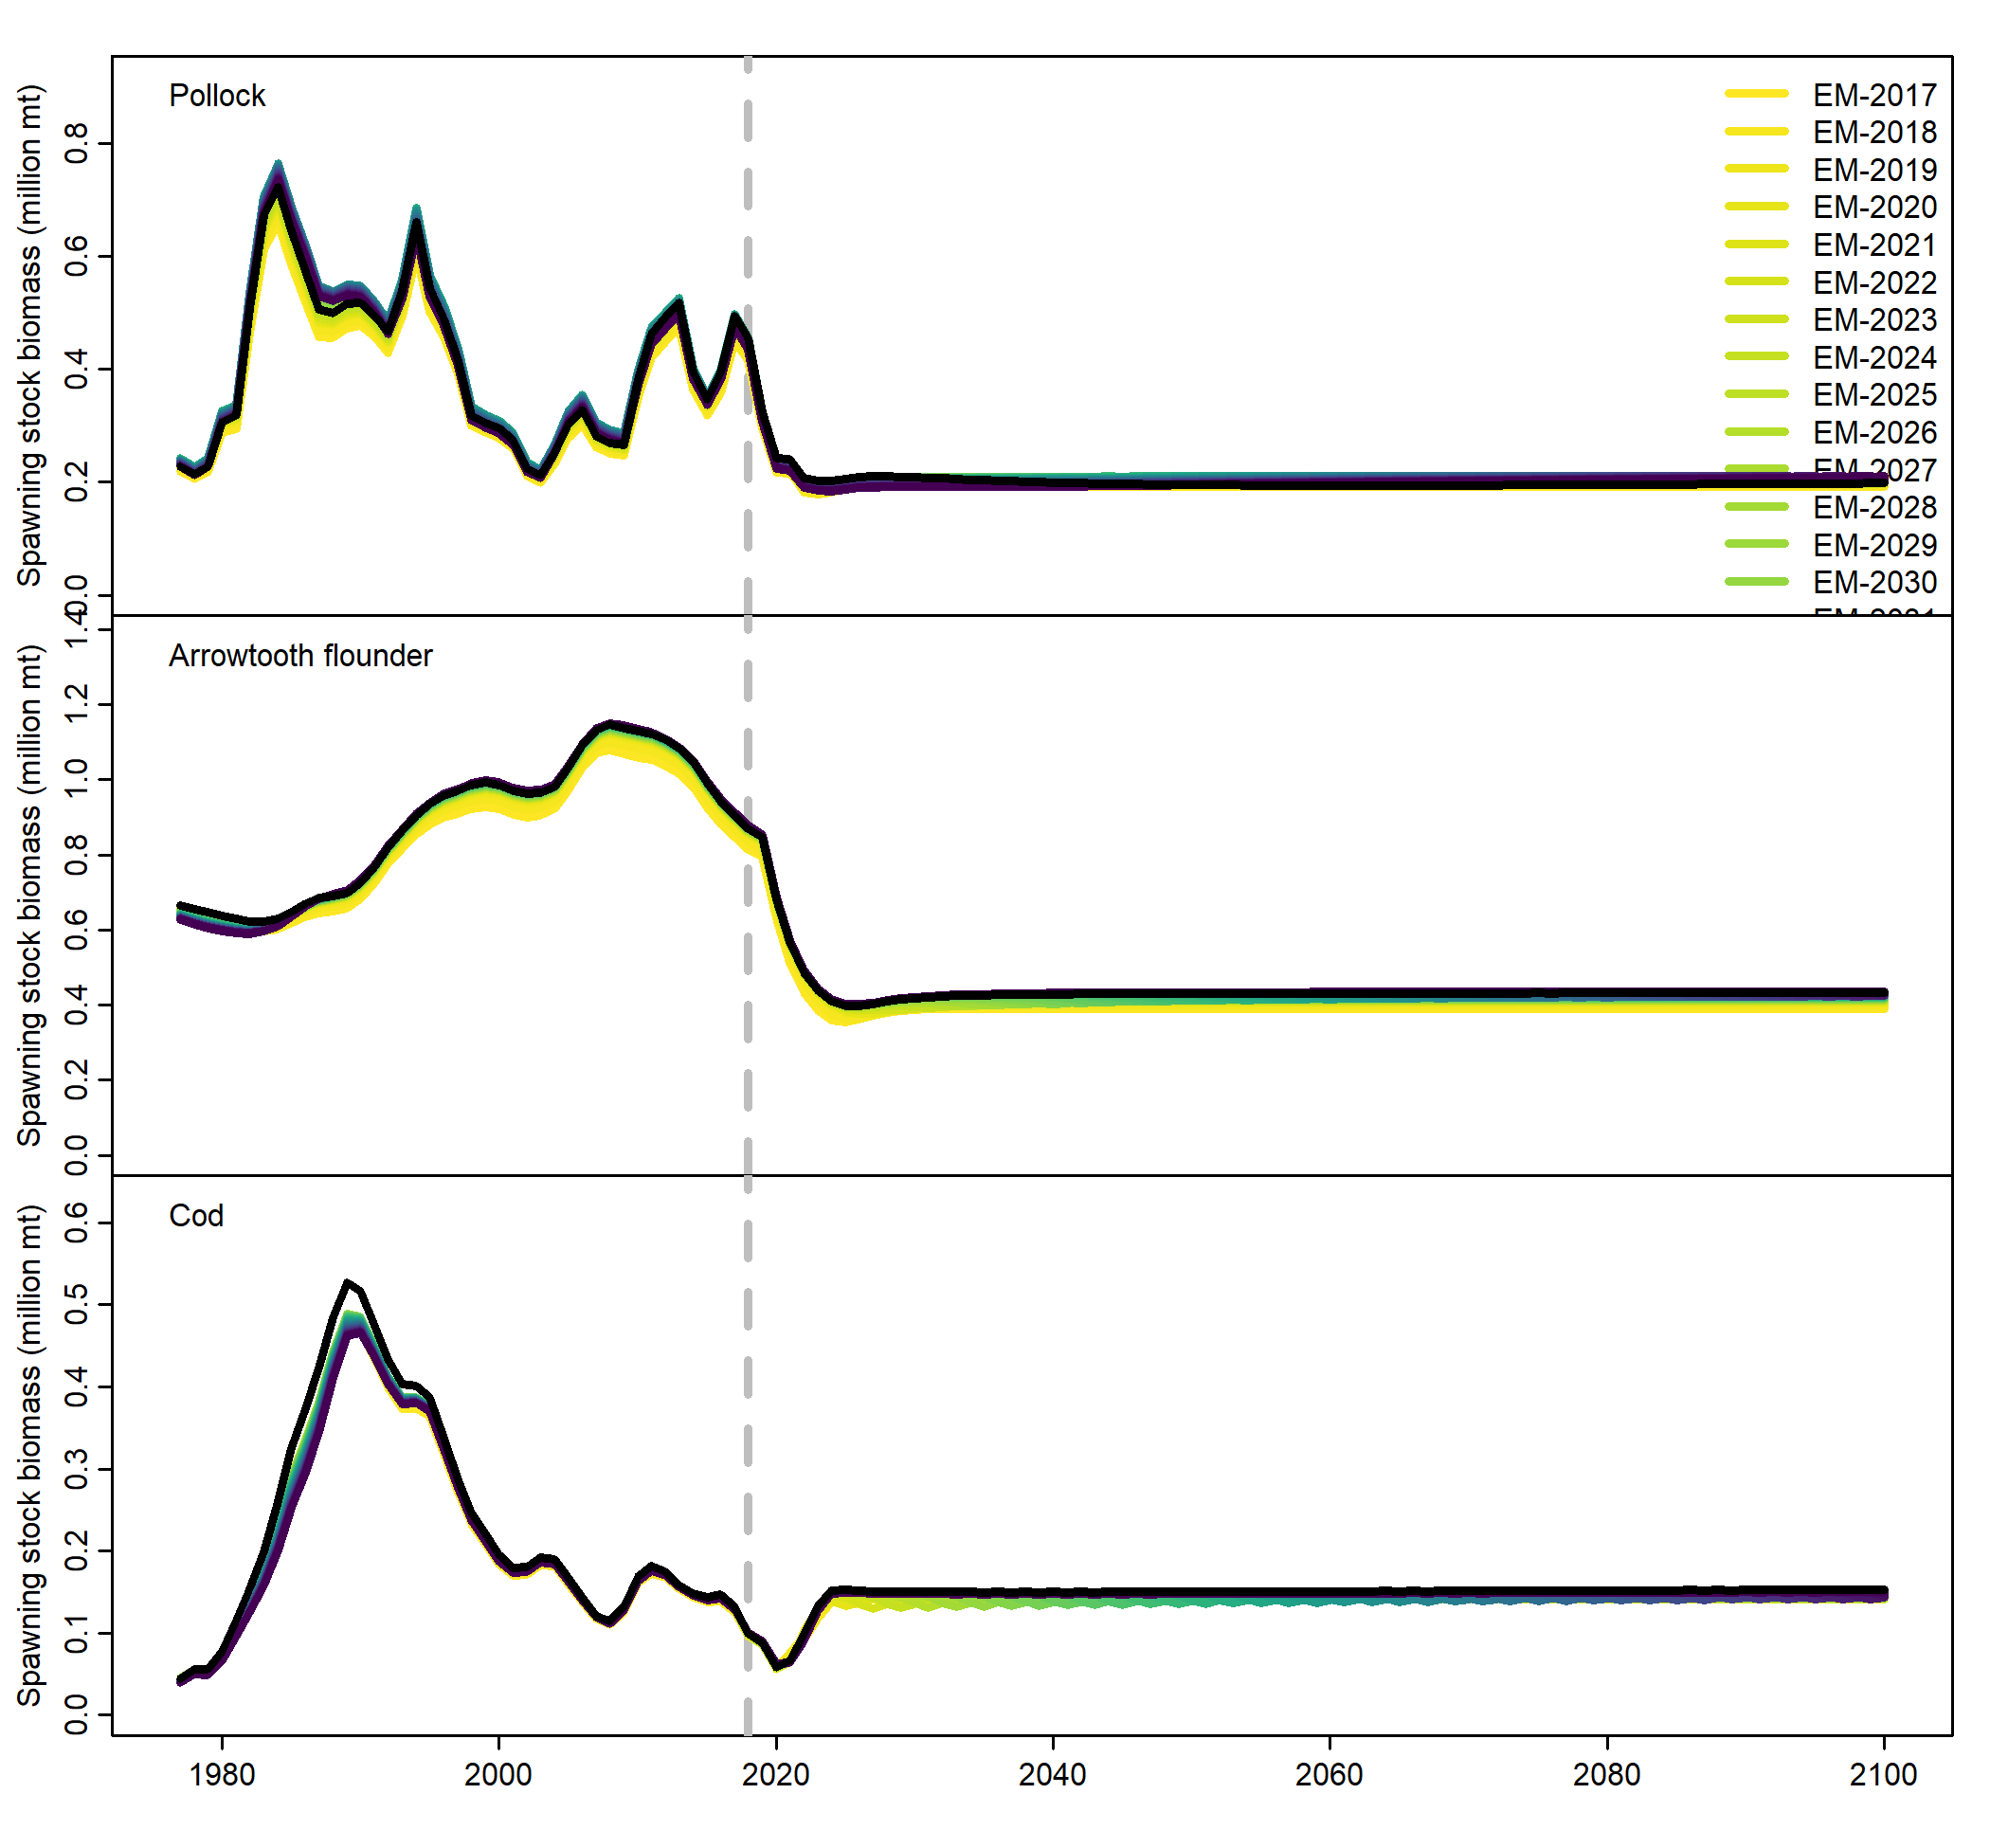 Spawning stock biomass (million mt)
0.0
0.2
0.4
0.6
0.8
Pollock
EM-2017
EM-2018
EM-2019
EM-2020
EM-2021
EM-2022
EM-2023
EM-2024
EM-2025
EM-2026
EM-2027
EM-2028
EM-2029
EM-2030
Spawning stock biomass (million mt)
0.0
0.2
0.4
0.6
0.8
1.0
1.2
1.4
Arrowtooth flounder
Spawning stock biomass (million mt)
0.0
0.1
0.2
0.3
0.4
0.5
0.6
Cod
1980 2000 2020 2040 2060 2080 2100